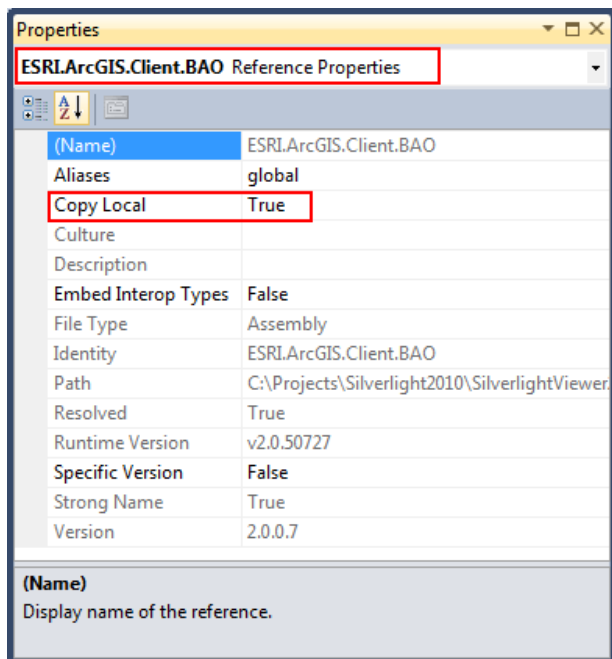 Properties
ESRI.ArcGIS.Client.BAO Reference Properties
(Name) ESRI.ArcGIS.Client.BAO
Aliases global
Copy Local True
Culture
Description
Embed Interop Types False
File Type Assembly
Identity ESRI.ArcGIS.Client.BAO
Path C:\Projects\Silverlight2010\SilverlightViewer.
Resolved True
Runtime Version v2.0.50727
Specific Version False
Strong Name True
Version 2.0.0.7
(Name)
Display name of the reference.